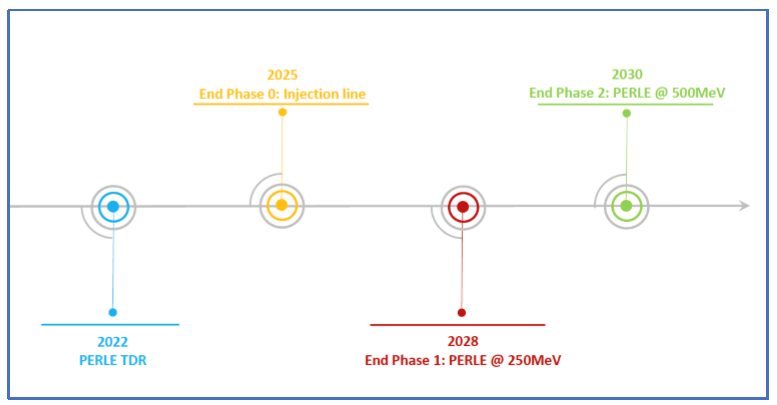 2022
PERLE TDR
2025
End Phase 0: Injection line
2028
End Phase 1: PERLE @ 250MeV
2030
End Phase 2: PERLE @ 500MeV